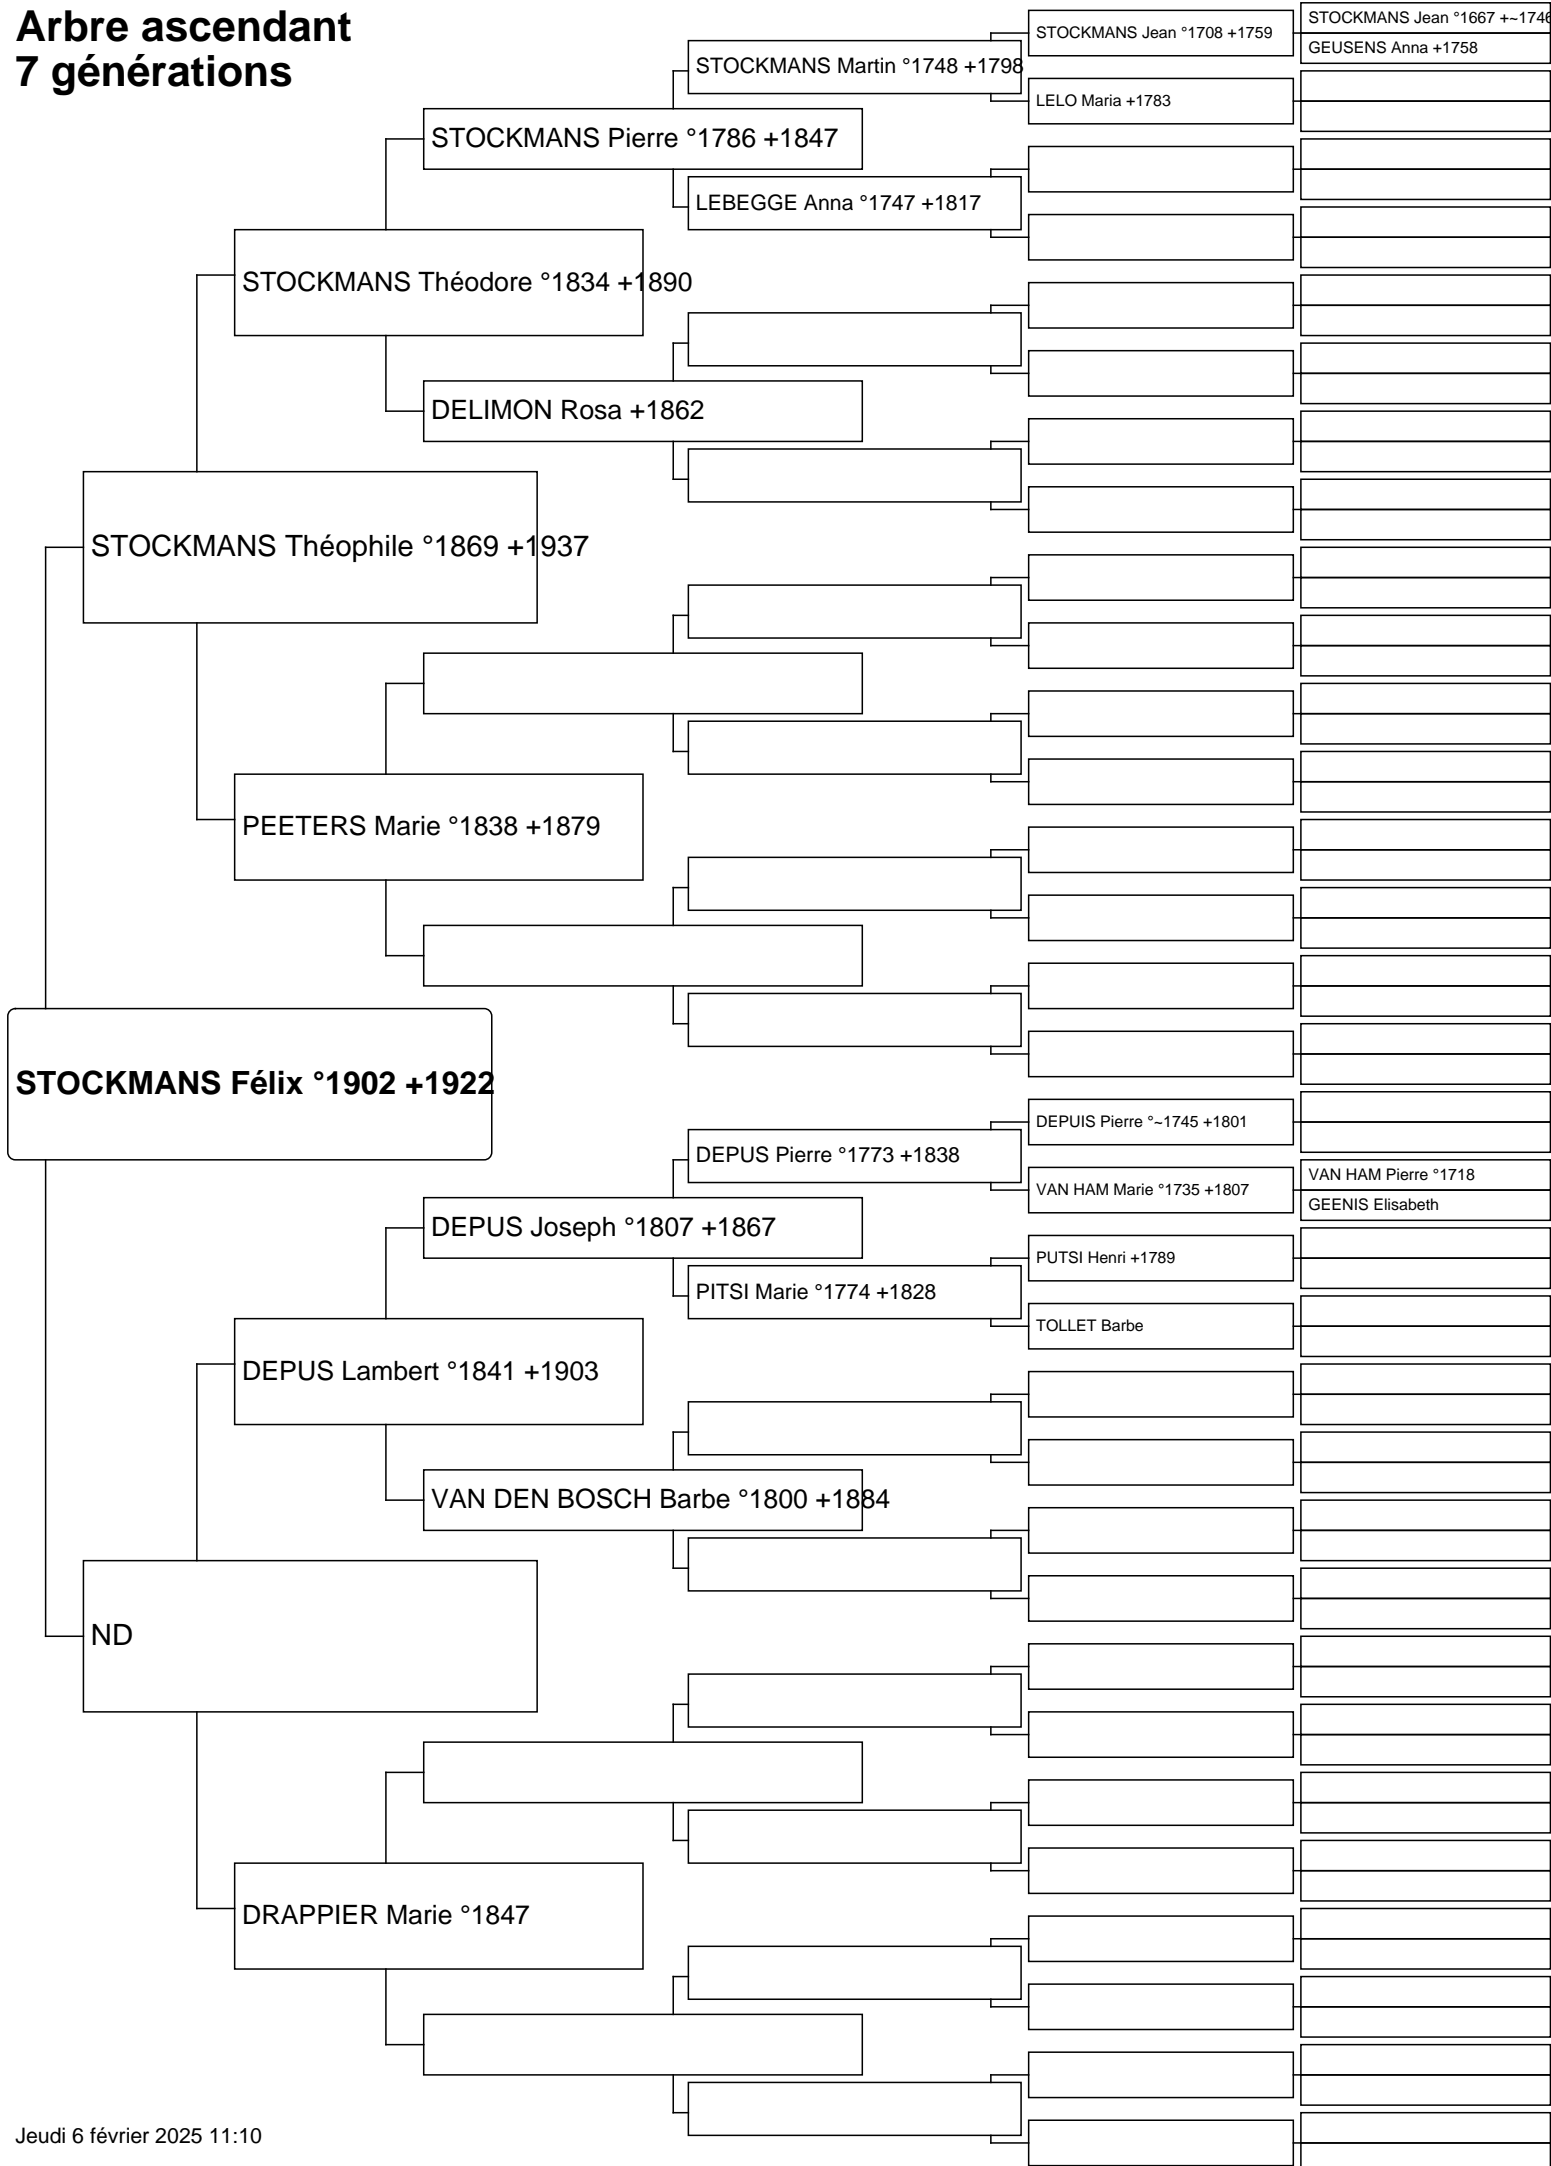 Arbre ascendant
7 générations
STOCKMANS Jean °1667 +~1746
STOCKMANS Jean °1708 +1759
GEUSENS Anna +1758
STOCKMANS Martin °1748 +1798
LELO Maria +1783
STOCKMANS Pierre °1786 +1847
LEBEGGE Anna °1747 +1817
STOCKMANS Théodore °1834 +1890
DELIMON Rosa +1862
STOCKMANS Théophile °1869 +1937
PEETERS Marie °1838 +1879
STOCKMANS Félix °1902 +1922
DEPUIS Pierre °~1745 +1801
DEPUS Pierre °1773 +1838
VAN HAM Pierre °1718
VAN HAM Marie °1735 +1807
GEENIS Elisabeth
DEPUS Joseph °1807 +1867
PUTSI Henri +1789
PITSI Marie °1774 +1828
TOLLET Barbe
DEPUS Lambert °1841 +1903
VAN DEN BOSCH Barbe °1800 +1884
ND
DRAPPIER Marie °1847
Jeudi 6 février 2025 11:10